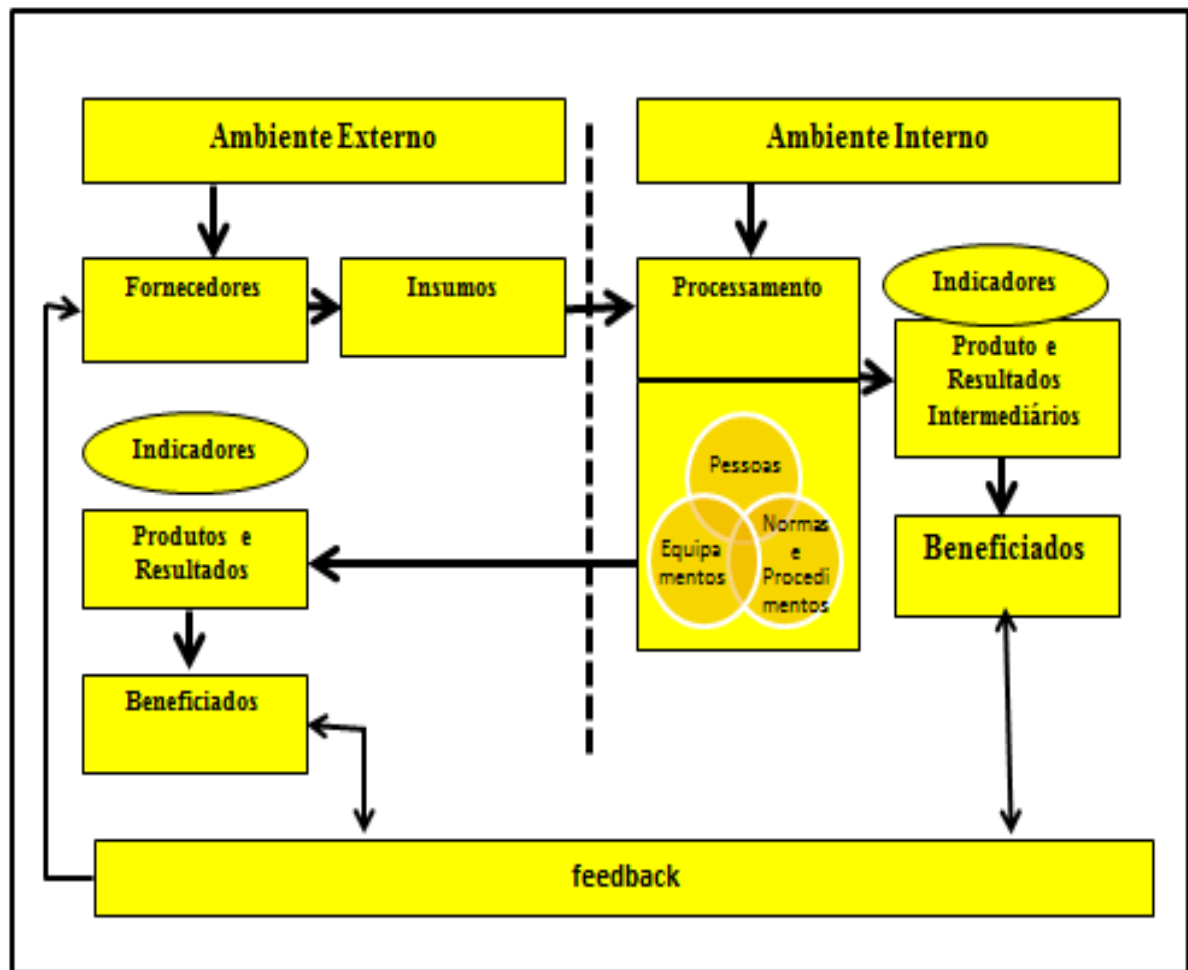 Ambiente Externo
Ambiente Interno
Fornecedores
Insumos
Processamento
Indicadores
Produto e
Resultados
Intermediários
Indicadores
Pessoas
Equipa
mentos
Normas
e
Procedi
mentos
Produtos e
Resultados
Beneficiados
Beneficiados
feedback